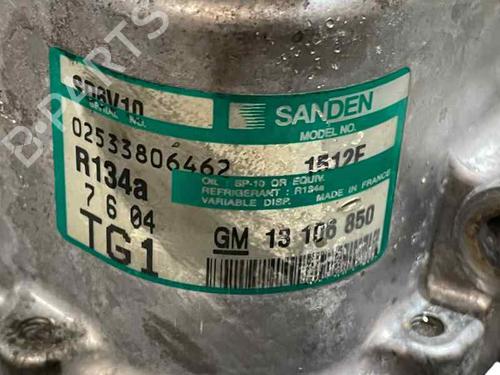 B-PARTS
SD6V10
SANDEN
SERIAL NO.
MODEL NO.
02533806462
1512F
R134a
OIL : SP-10 OR EQUIV.
REFRIGERANT : R134a
VARIABLE DISP.
MADE IN FRANCE
7 6 04
TG1
GM 13 106 850